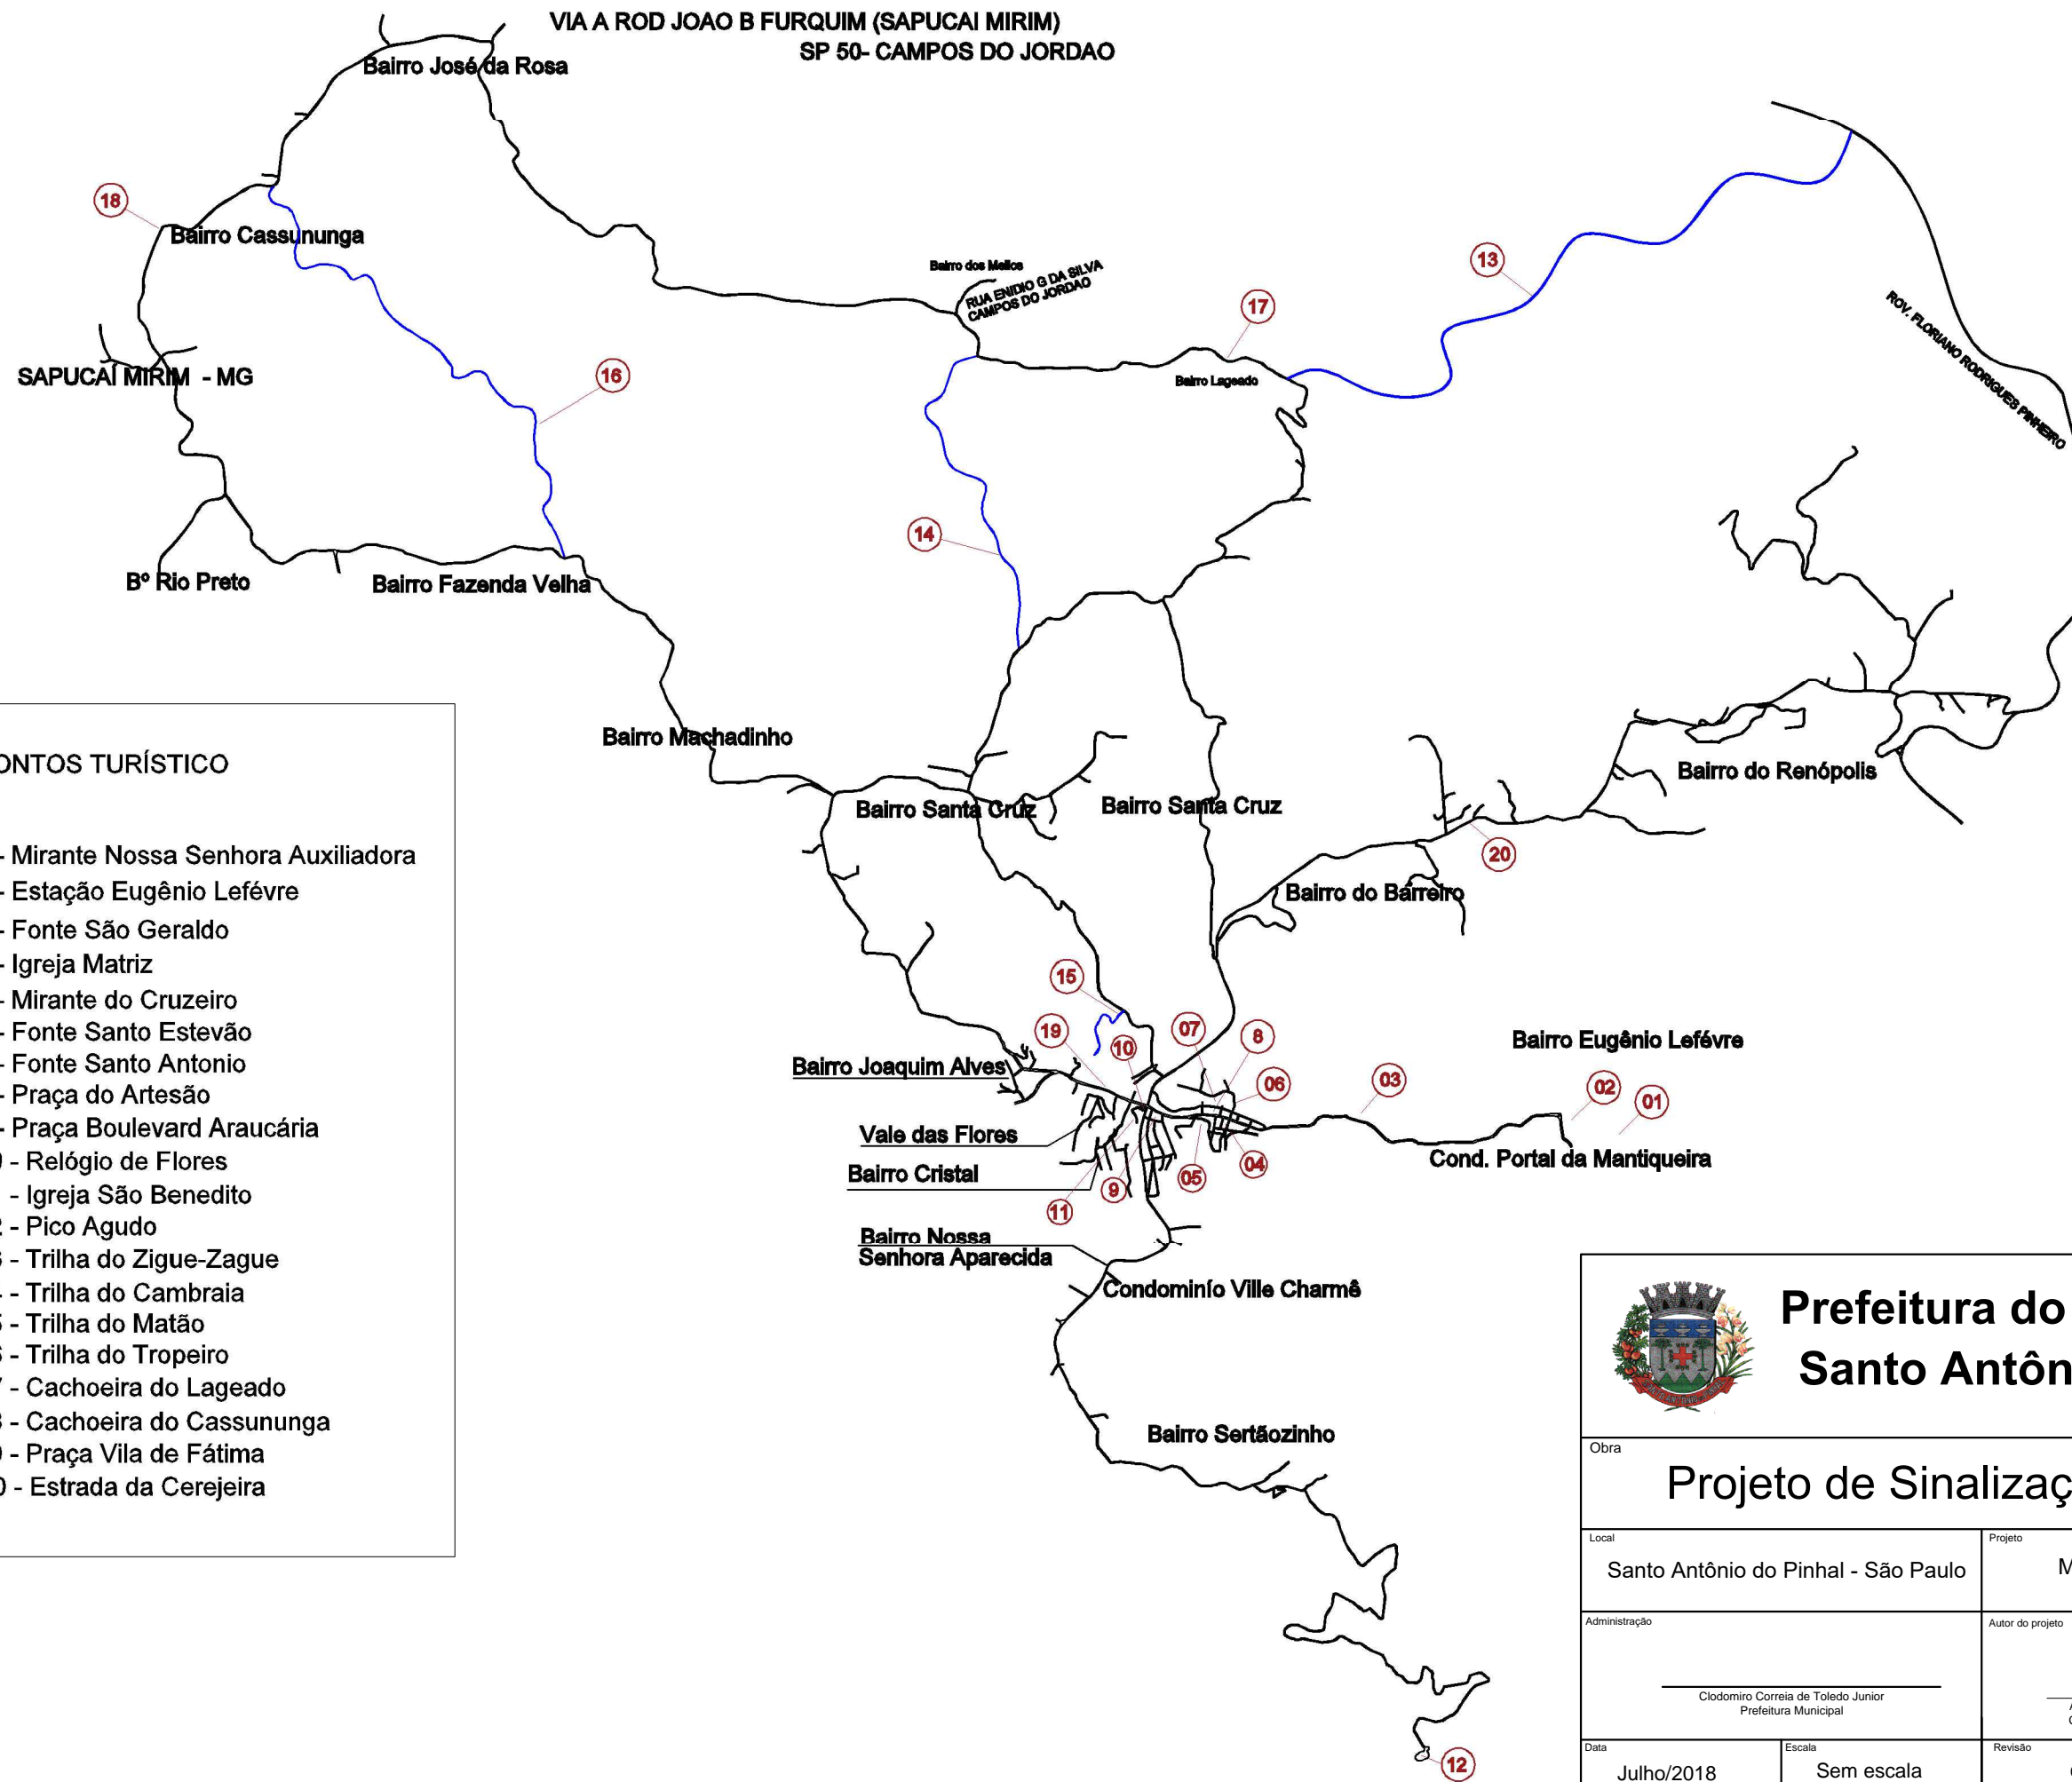 VIA A ROD JOAO B FURQUIM (SAPUCAI MIRIM)
SP 50- CAMPOS DO JORDAO
Bairro José da Rosa
18
Bairro Cassununga
Bairro dos Mellos
RUA ENIDIO G DA SILVA
CAMPOS DO JORDAO
13
17
ROV. FLORIANO RODRIGUES PINHEIRO
SAPUCAÍ MIRIM - MG
16
Bairro Lageado
14
Bº Rio Preto
Bairro Fazenda Velha
Bairro Machadinho
Bairro Santa Cruz
Bairro Santa Cruz
Bairro do Renópolis
20
Bairro do Barreiro
15
19
10
07
8
06
03
02
01
Bairro Eugênio Lefévre
Bairro Joaquim Alves
Vale das Flores
Bairro Cristal
11
9
05
04
Cond. Portal da Mantiqueira
Bairro Nossa
Senhora Aparecida
Condominío Ville Charmê
Bairro Sertãozinho
12
ONTOS TURÍSTICO
- Mirante Nossa Senhora Auxiliadora
- Estação Eugênio Lefévre
- Fonte São Geraldo
- Igreja Matriz
- Mirante do Cruzeiro
- Fonte Santo Estevão
- Fonte Santo Antonio
- Praça do Artesão
- Praça Boulevard Araucária
- Relógio de Flores
- Igreja São Benedito
- Pico Agudo
- Trilha do Zigue-Zague
- Trilha do Cambraia
- Trilha do Matão
- Trilha do Tropeiro
- Cachoeira do Lageado
- Cachoeira do Cassununga
- Praça Vila de Fátima
- Estrada da Cerejeira
Prefeitura do
Santo Antôn
Obra
Projeto de Sinalizaç
Local
Santo Antônio do Pinhal - São Paulo
Projeto
M
Administração
Clodomiro Correia de Toledo Junior
Prefeitura Municipal
Autor do projeto
Data
Julho/2018
Escala
Sem escala
Revisão